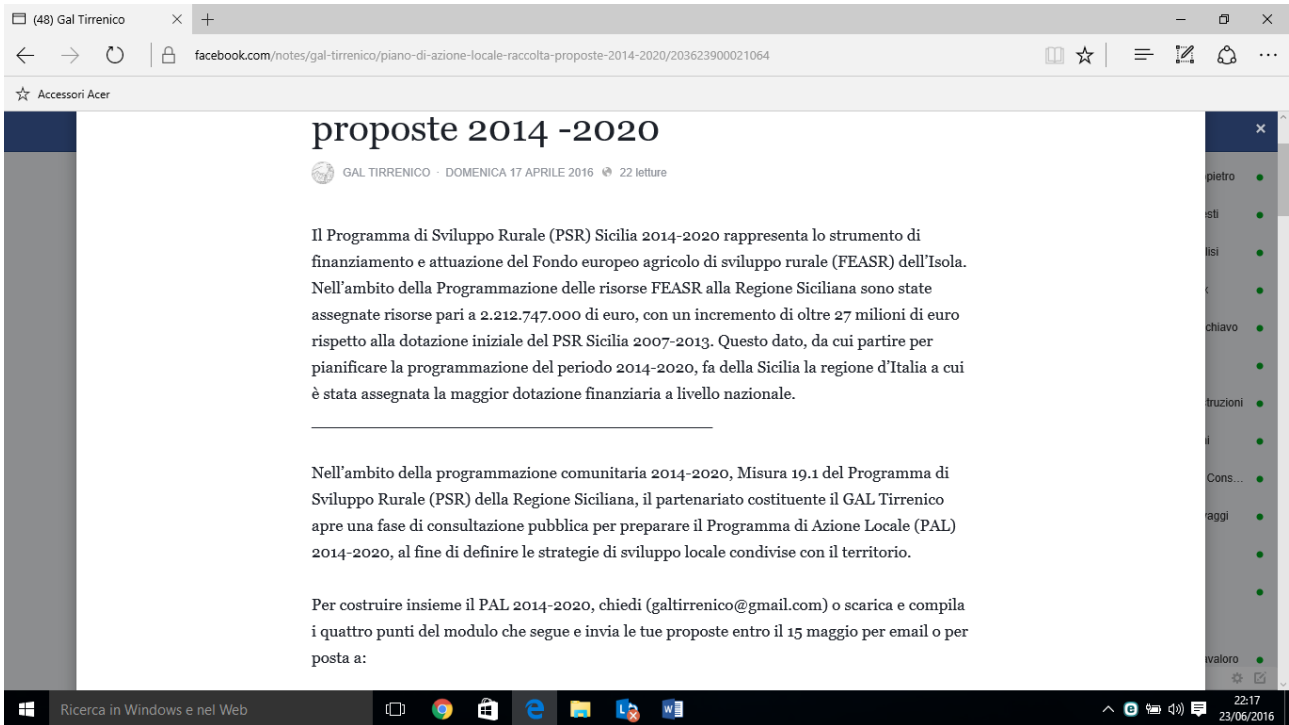 (48) Gal Tirrenico
facebook.com/notes/gal-tirrenico/piano-di-azione-locale-raccolta-proposte-2014-2020/203623900021064
Accessori Acer
proposte 2014 -2020
GAL TIRRENICO · DOMENICA 17 APRILE 2016 22 letture
Il Programma di Sviluppo Rurale (PSR) Sicilia 2014-2020 rappresenta lo strumento di
finanziamento e attuazione del Fondo europeo agricolo di sviluppo rurale (FEASR) dell'Isola.
Nell'ambito della Programmazione delle risorse FEASR alla Regione Siciliana sono state
assegnate risorse pari a 2.212.747.000 di euro, con un incremento di oltre 27 milioni di euro
rispetto alla dotazione iniziale del PSR Sicilia 2007-2013. Questo dato, da cui partire per
pianificare la programmazione del periodo 2014-2020, fa della Sicilia la regione d'Italia a cui
è stata assegnata la maggior dotazione finanziaria a livello nazionale.
Nell'ambito della programmazione comunitaria 2014-2020, Misura 19.1 del Programma di
Sviluppo Rurale (PSR) della Regione Siciliana, il partenariato costituente il GAL Tirrenico
apre una fase di consultazione pubblica per preparare il Programma di Azione Locale (PAL)
2014-2020, al fine di definire le strategie di sviluppo locale condivise con il territorio.
Per costruire insieme il PAL 2014-2020, chiedi (galtirrenico@gmail.com) o scarica e compila
i quattro punti del modulo che segue e invia le tue proposte entro il 15 maggio per email o per
posta a:
pietro
esti
lisi
chiavo
truzioni
Cons...
aggi
avaloro
Ricerca in Windows e nel Web
22:17
23/06/2016